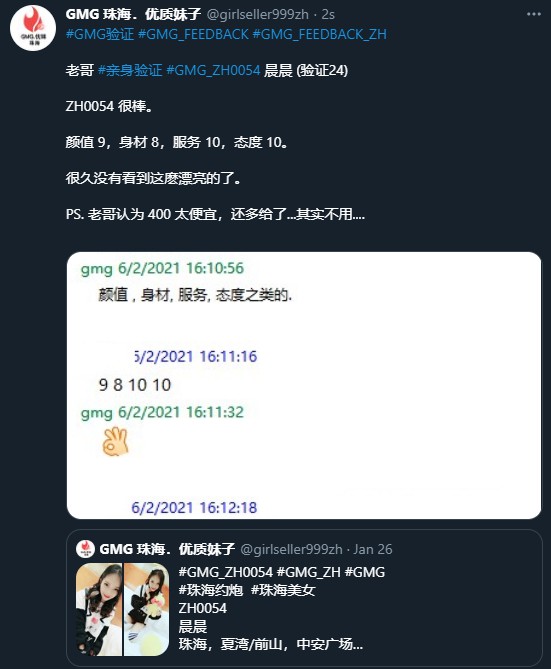 GMG 珠海．优质妹子 @girlseller999zh · 2s
#GMG验证 #GMG_FEEDBACK #GMG_FEEDBACK_ZH
老哥 #亲身验证 #GMG_ZH0054 晨晨 (验证24)
ZH0054 很棒。
颜值 9，身材 8，服务 10，态度 10。
很久没有看到这麽漂亮的了。
PS. 老哥认为 400 太便宜，还多给了...其实不用....
gmg 6/2/2021 16:10:56
颜值 , 身材, 服务, 态度之类的.
6/2/2021 16:11:16
9 8 10 10
gmg 6/2/2021 16:11:32
6/2/2021 16:12:18
GMG 珠海．优质妹子 @girlseller999zh · Jan 26
#GMG_ZH0054 #GMG_ZH #GMG
#珠海约炮 #珠海美女
ZH0054
晨晨
珠海，夏湾/前山，中安广场...